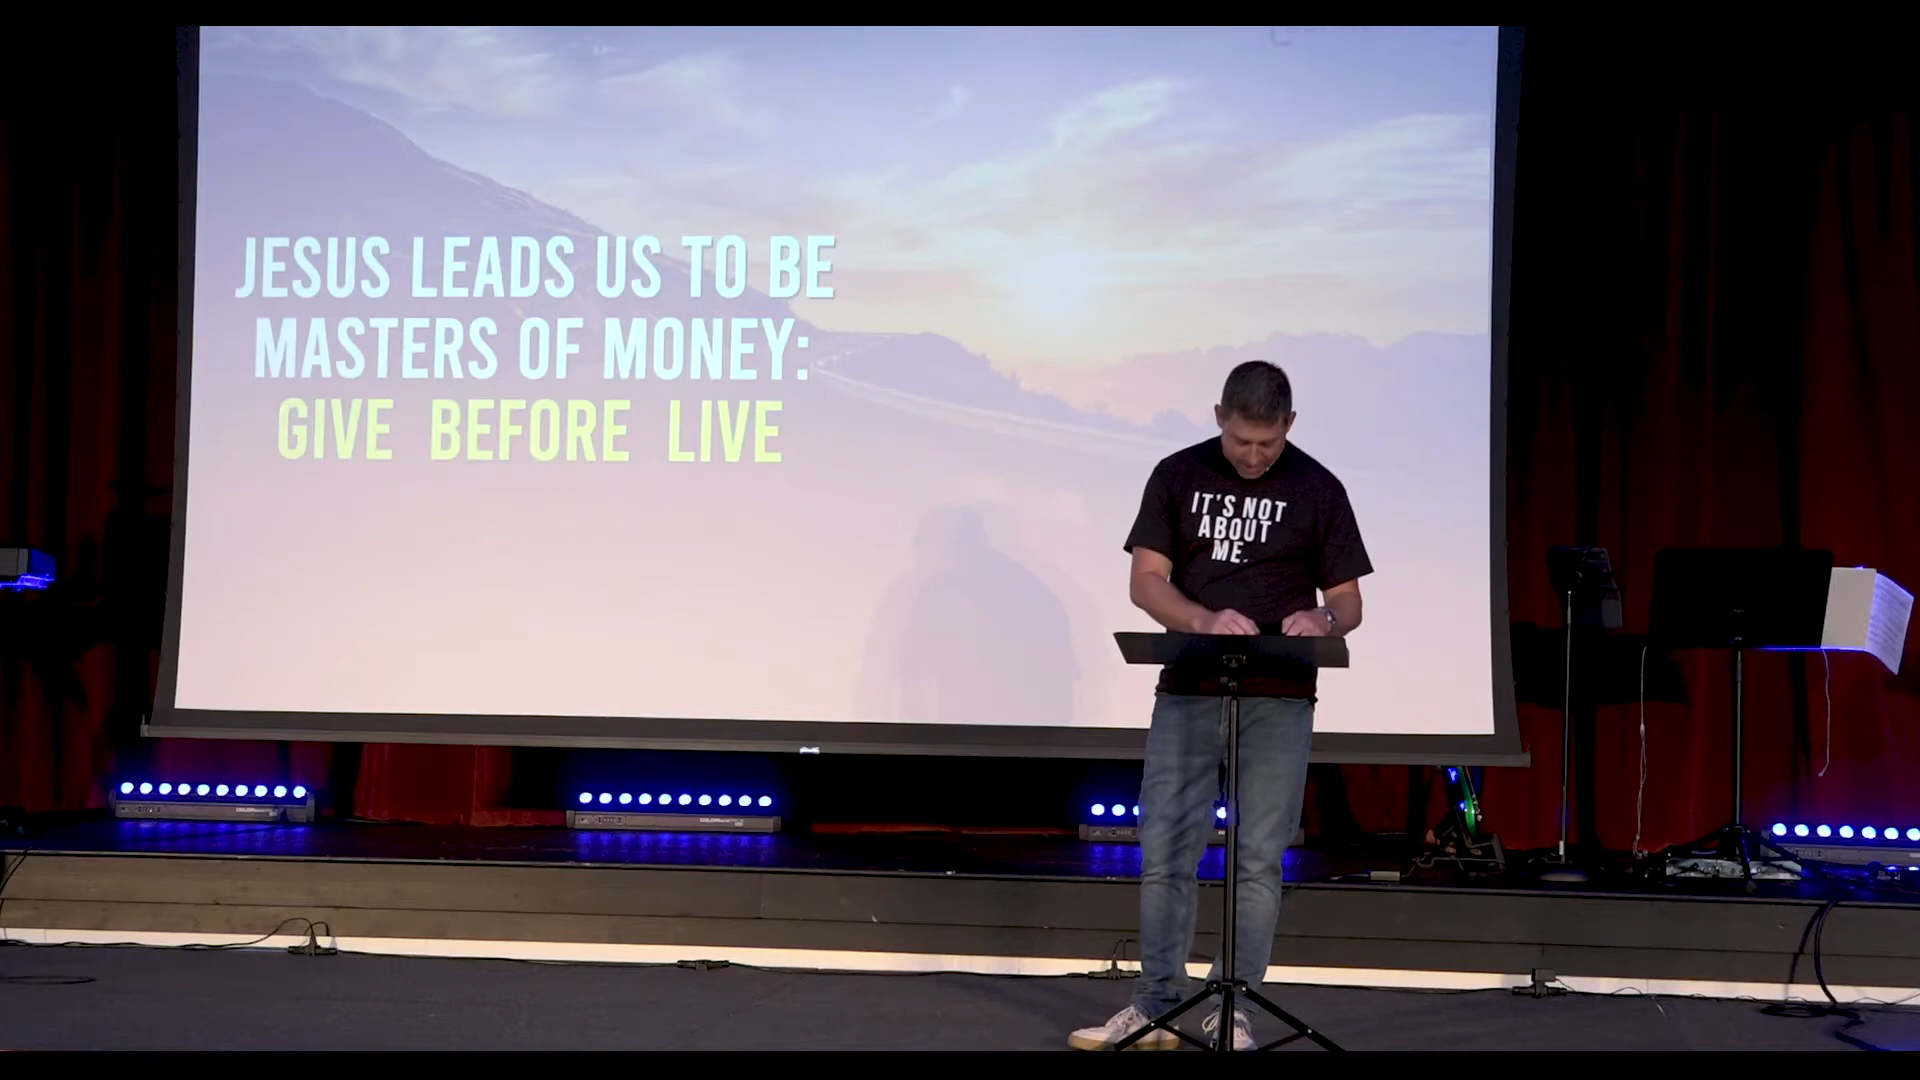 JESUS LEADS US TO BE
MASTERS OF MONEY:
GIVE BEFORE LIVE
IT'S NOT
ABOUT
ME.